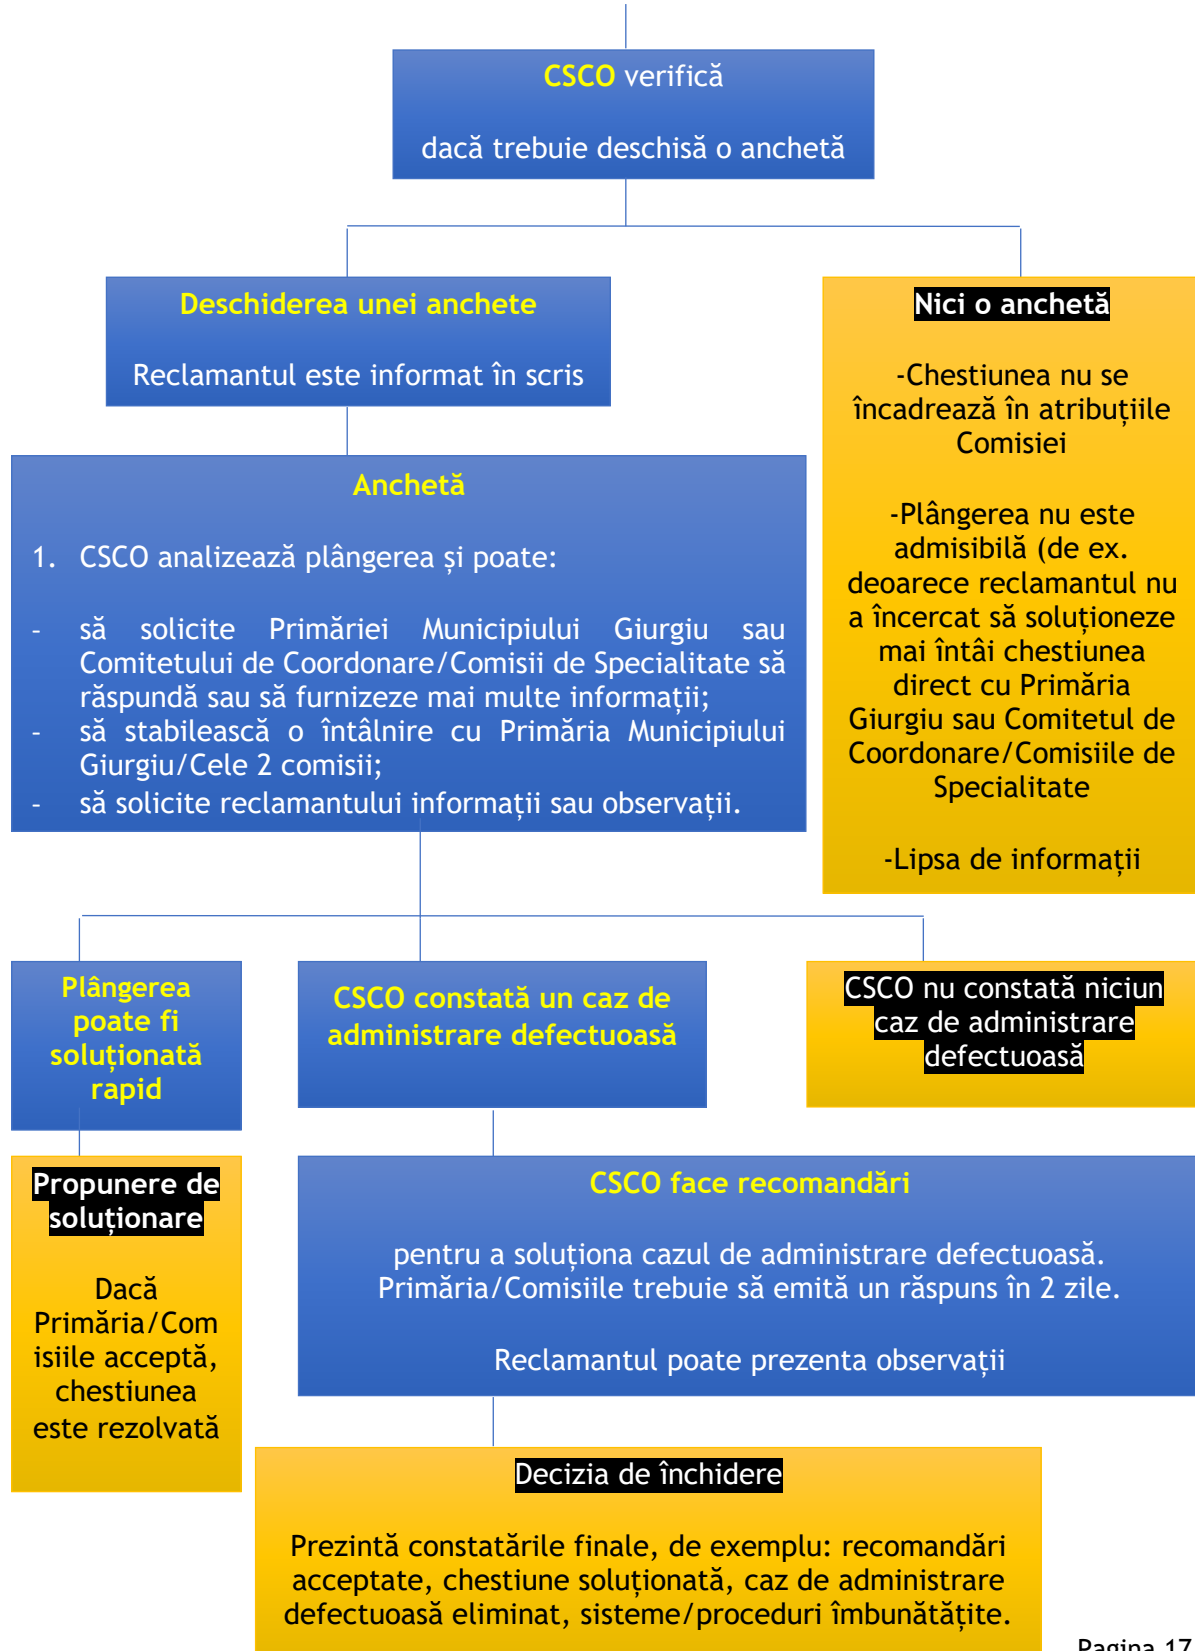 CSCO verifică
dacă trebuie deschisă o anchetă
Deschiderea unei anchete
Reclamantul este informat în scris
Nici o anchetă
-Chestiunea nu se
încadrează în atribuțiile
Comisiei
-Plângerea nu este
admisibilă (de ex.
deoarece reclamantul nu
a încercat să soluționeze
mai întâi chestiunea
direct cu Primăria
Giurgiu sau Comitetul de
Coordonare/Comisiile de
Specialitate
-Lipsa de informații
Anchetă
1. CSCO analizează plângerea și poate:
- să solicite Primăriei Municipiului Giurgiu sau
Comitetului de Coordonare/Comisii de Specialitate să
răspundă sau să furnizeze mai multe informații;
- să stabilească o întâlnire cu Primăria Municipiului
Giurgiu/Cele 2 comisii;
- să solicite reclamantului informații sau observații.
Plângerea
poate fi
soluționată
rapid
CSCO constată un caz de
administrare defectuoasă
CSCO nu constată niciun
caz de administrare
defectuoasă
Propunere de
soluționare
Dacă
Primăria/Com
isiile acceptă,
chestiunea
este rezolvată
CSCO face recomandări
pentru a soluționa cazul de administrare defectuoasă.
Primăria/Comisiile trebuie să emită un răspuns în 2 zile.
Reclamantul poate prezenta observații
Decizia de închidere
Prezintă constatările finale, de exemplu: recomandări
acceptate, chestiune soluționată, caz de administrare
defectuoasă eliminat, sisteme/proceduri îmbunătățite.
Pagina 17